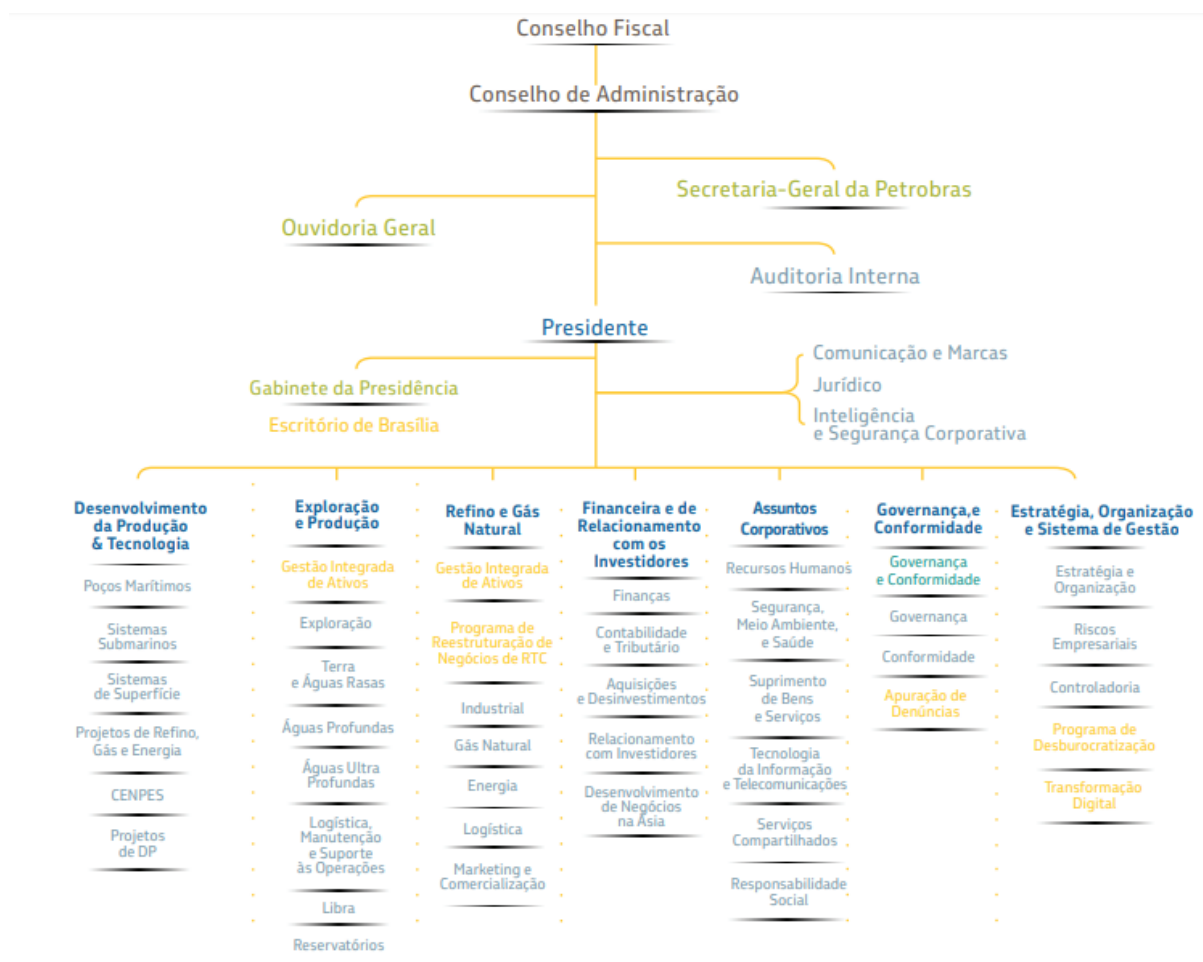 Conselho Fiscal
Conselho de Administração
Secretaria-Geral da Petrobras
Ouvidoria Geral
Auditoria Interna
Presidente
Comunicação e Marcas
Gabinete da Presidência
Jurídico
Escritório de Brasília
Inteligência
e Segurança Corporativa
Desenvolvimento
da Produção
& Tecnologia
Poços Marítimos
Sistemas
Submarinos
Sistemas
de Superfície
Projetos de Refino,
Gás e Energia
CENPES
Projetos
de DP
Exploração
e Produção
Gestão Integrada
de Ativos
Exploração
Terra
e Águas Rasas
Águas Profundas
Águas Ultra
Profundas
Logística,
Manutenção
e Suporte
às Operações
Libra
Reservatórios
Refino e Gás
Natural
Gestão Integrada
de Ativos
Programa de
Reestruturação de
Negócios de RTC
Industrial
Gás Natural
Energia
Logística
Marketing e
Comercialização
Financeira e de
Relacionamento
com os
Investidores
Finanças
Contabilidade
e Tributário
Aquisições
e Desinvestimentos
Relacionamento
com Investidores
Desenvolvimento
de Negócios
na Ásia
Assuntos
Corporativos
Recursos Humanos
Segurança,
Meio Ambiente,
e Saúde
Suprimento
de Bens
e Serviços
Tecnologia
da Informação
e Telecomunicações
Serviços
Compartilhados
Responsabilidade
Social
Governança,e
Conformidade
Governança
e Conformidade
Governança
Conformidade
Apuração de
Denúncias
Estratégia, Organização
e Sistema de Gestão
Estratégia e
Organização
Riscos
Empresariais
Controladoria
Programa de
Desburocratização
Transformação
Digital